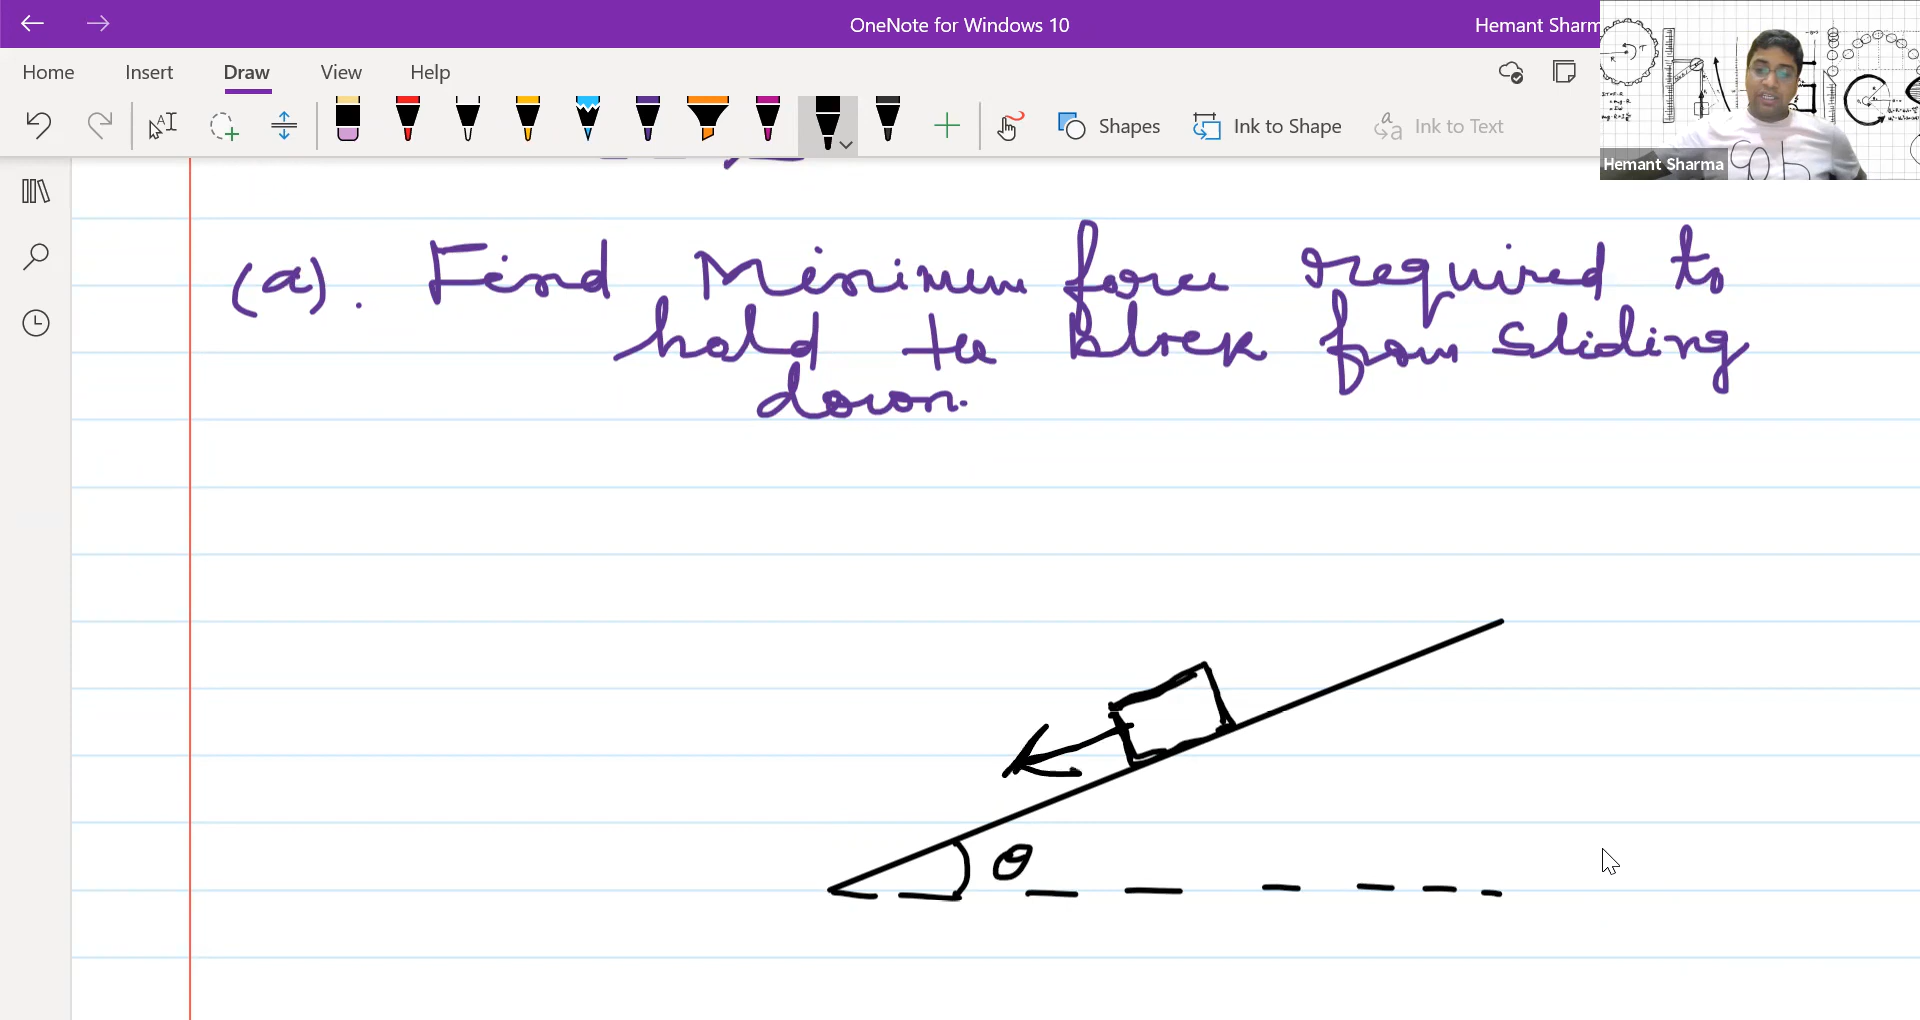 OneNote for Windows 10
Hemant Sharm
Home Insert Draw View Help
Shapes Ink to Shape Ink to Text
Hemant Sharma
(a). Find Minimum force required to
hold the block from sliding
down.
θ